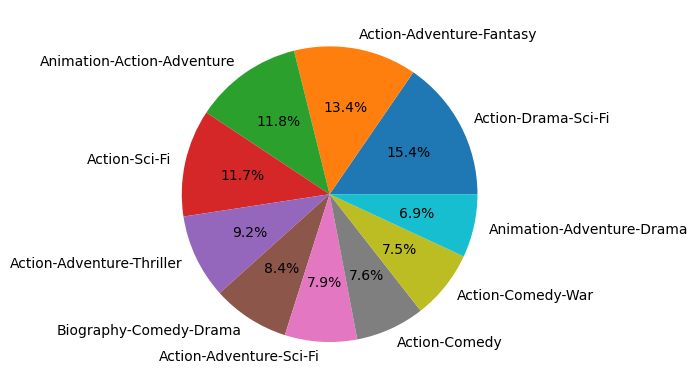 Action-Adventure-Fantasy
Animation-Action-Adventure
13.4%
Action-Drama-Sci-Fi
11.8%
15.4%
Action-Sci-Fi
11.7%
6.9%
Animation-Adventure-Drama
9.2%
7.5%
Action-Adventure-Thriller
8.4%
7.9%
7.6%
Action-Comedy-War
Biography-Comedy-Drama
Action-Comedy
Action-Adventure-Sci-Fi